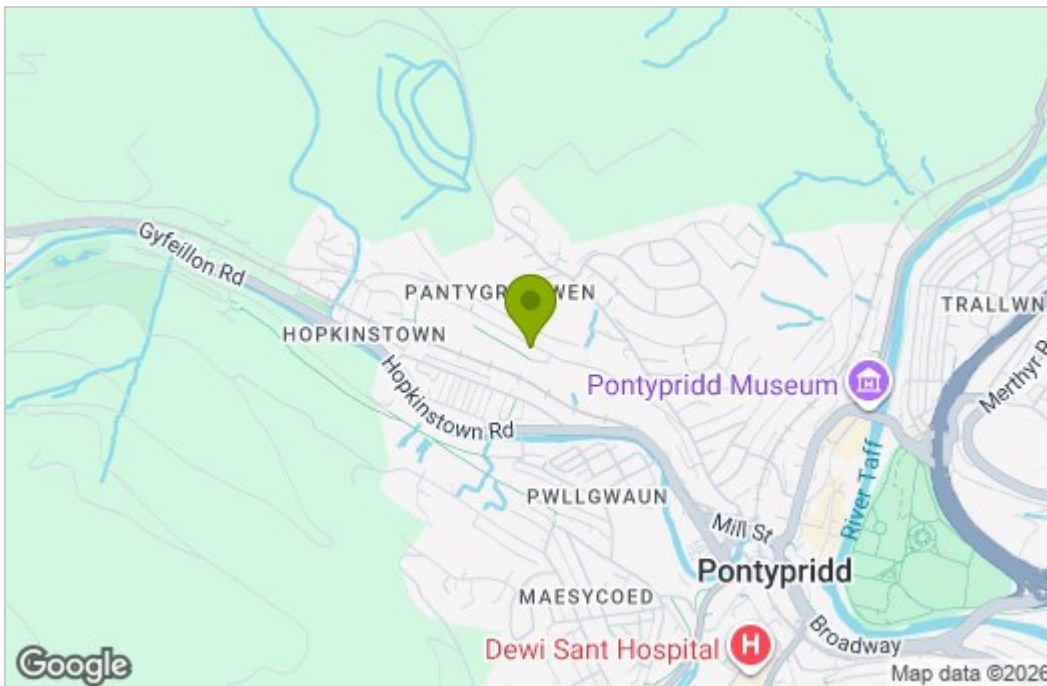 Gyfeillon Rd
HOPKINSTOWN
TRALLWN
Merthyr
Pontypridd Museum
Hopkinstown Rd
River Taff
PWLLGWAUN
Mill St
Pontypridd
MAESYCOED
Dewi Sant Hospital
H
Broadway
Google
Map data ©2026